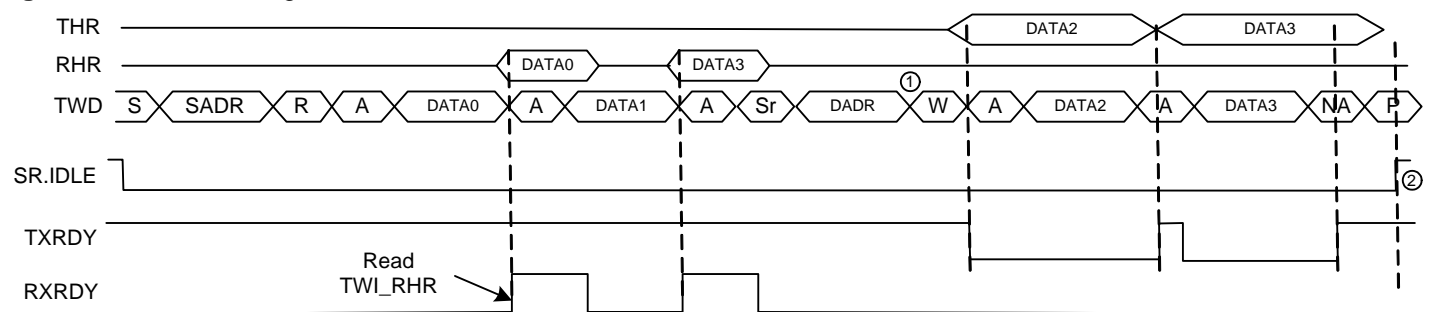 THR DATA2 DATA3
RHR DATA0 DATA3
TWD S SADR R A DATA0 A DATA1 A Sr DADR ① W A DATA2 A DATA3 NA P
SR.IDLE ②
TXRDY
Read
TWI_RHR
RXRDY